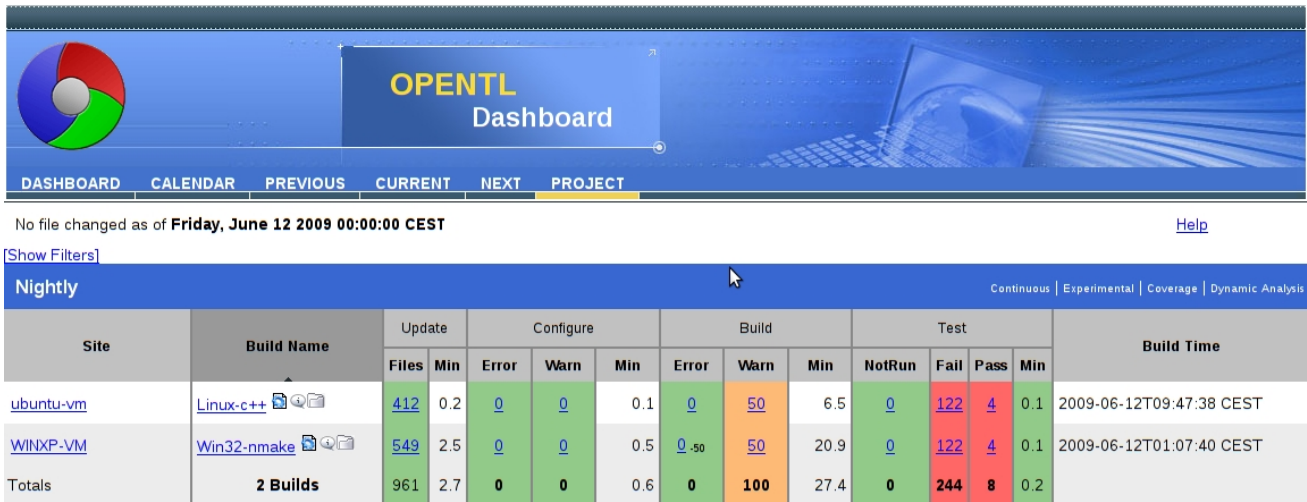 OPENTL
Dashboard
DASHBOARD CALENDAR PREVIOUS CURRENT NEXT PROJECT
No file changed as of Friday, June 12 2009 00:00:00 CEST Help
[Show Filters]
Nightly Continuous | Experimental | Coverage | Dynamic Analysis
Site Build Name Update Configure Build Test Build Time
Files Min Error Warn Min Error Warn Min NotRun Fail Pass Min
ubuntu-vm Linux-c++ 412 0.2 0 0 0.1 0 50 6.5 0 122 4 0.1 2009-06-12T09:47:38 CEST
WINXP-VM Win32-nmake 549 2.5 0 0 0.5 0 -50 50 20.9 0 122 4 0.1 2009-06-12T01:07:40 CEST
Totals 2 Builds 961 2.7 0 0 0.6 0 100 27.4 0 244 8 0.2